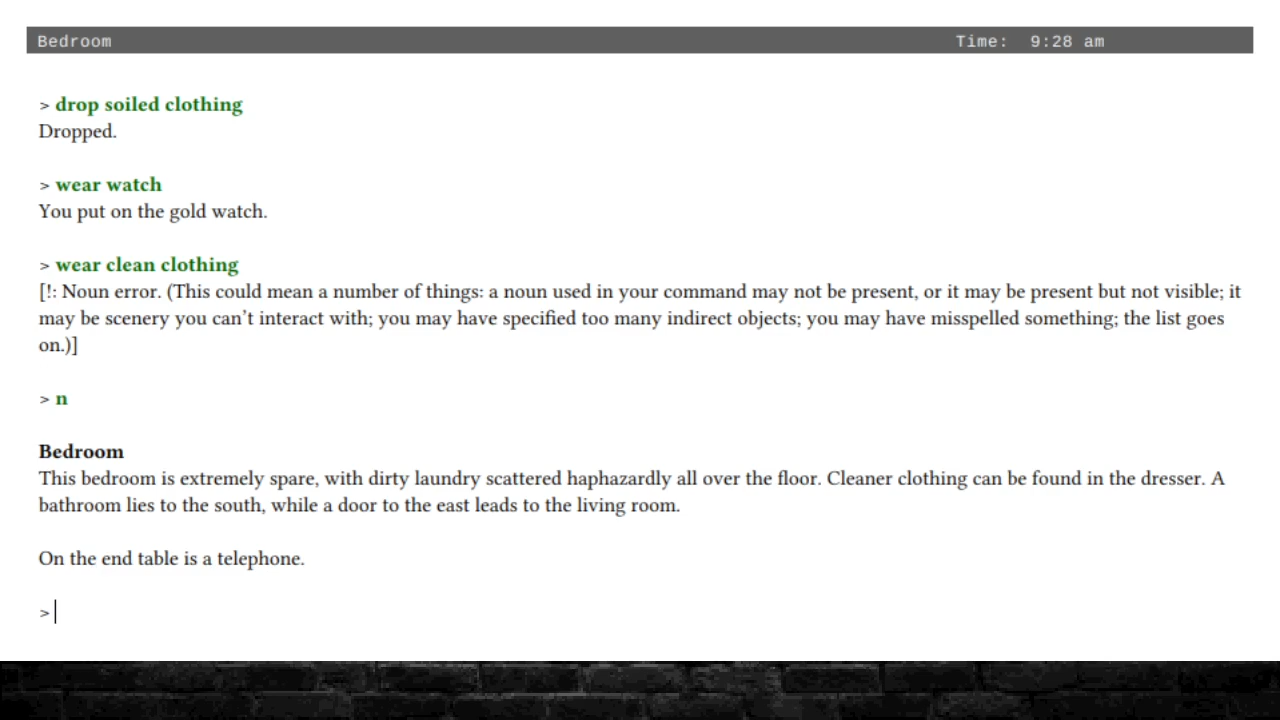 Bedroom Time: 9:28 am
> drop soiled clothing
Dropped.
> wear watch
You put on the gold watch.
> wear clean clothing
[!: Noun error. (This could mean a number of things: a noun used in your command may not be present, or it may be present but not visible; it
may be scenery you can’t interact with; you may have specified too many indirect objects; you may have misspelled something; the list goes
on.)]
> n
Bedroom
This bedroom is extremely spare, with dirty laundry scattered haphazardly all over the floor. Cleaner clothing can be found in the dresser. A
bathroom lies to the south, while a door to the east leads to the living room.
On the end table is a telephone.
>